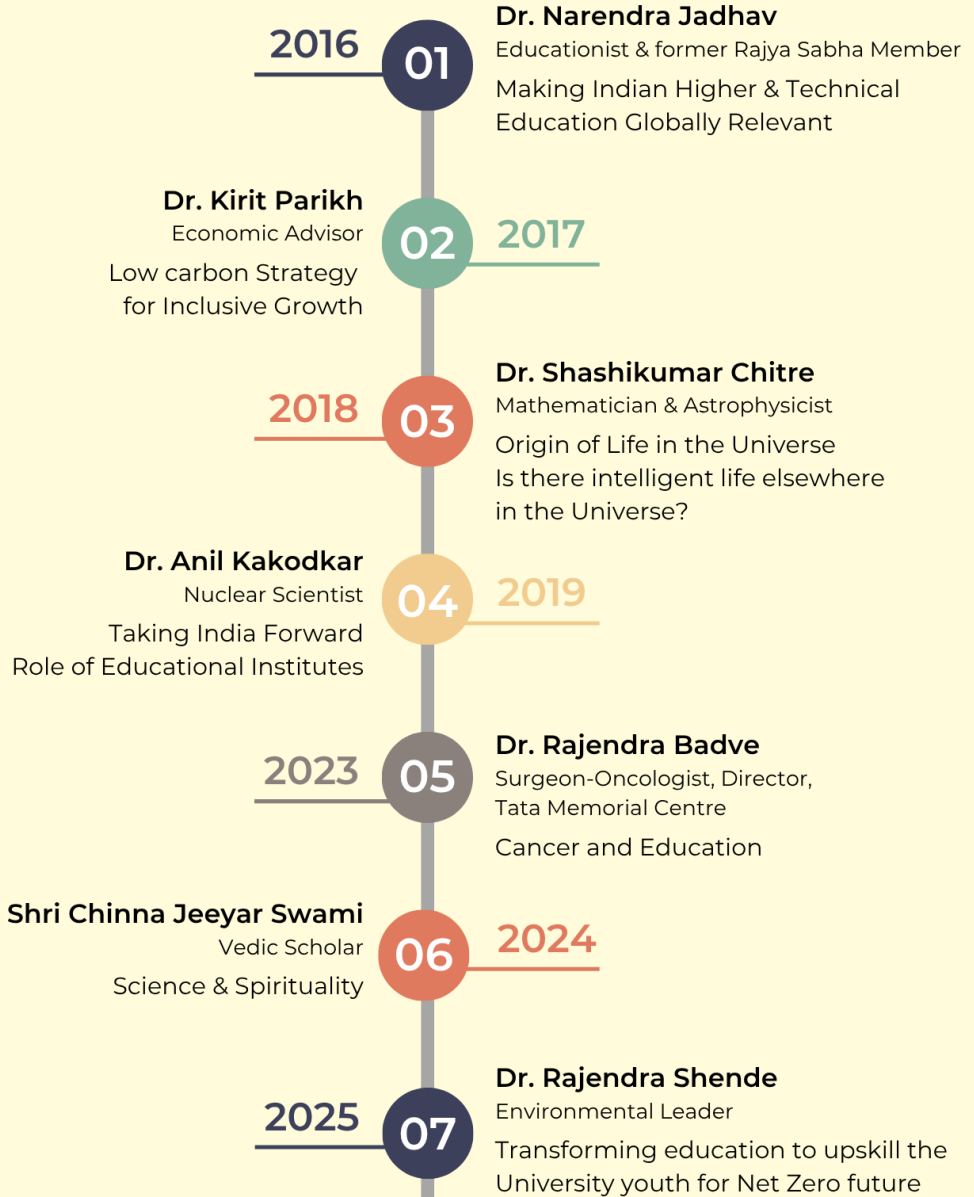 2016
01
Dr. Narendra Jadhav
Educationist & former Rajya Sabha Member
Making Indian Higher & Technical
Education Globally Relevant
Dr. Kirit Parikh
Economic Advisor
Low carbon Strategy
for Inclusive Growth
02
2017
2018
03
Dr. Shashikumar Chitre
Mathematician & Astrophysicist
Origin of Life in the Universe
Is there intelligent life elsewhere
in the Universe?
Dr. Anil Kakodkar
Nuclear Scientist
Taking India Forward
Role of Educational Institutes
04
2019
2023
05
Dr. Rajendra Badve
Surgeon-Oncologist, Director,
Tata Memorial Centre
Cancer and Education
Shri Chinna Jeeyar Swami
Vedic Scholar
Science & Spirituality
06
2024
2025
07
Dr. Rajendra Shende
Environmental Leader
Transforming education to upskill the
University youth for Net Zero future